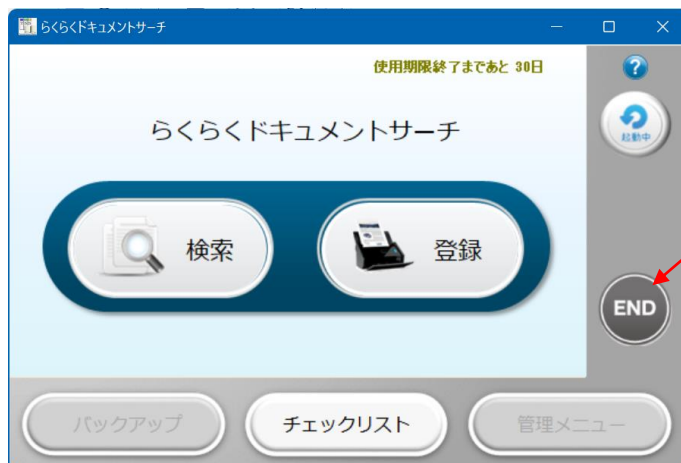 らくらくドキュメントサーチ
使用期限終了まであと 30日
らくらくドキュメントサーチ
起動中
検索
登録
END
バックアップ
チェックリスト
管理メニュー